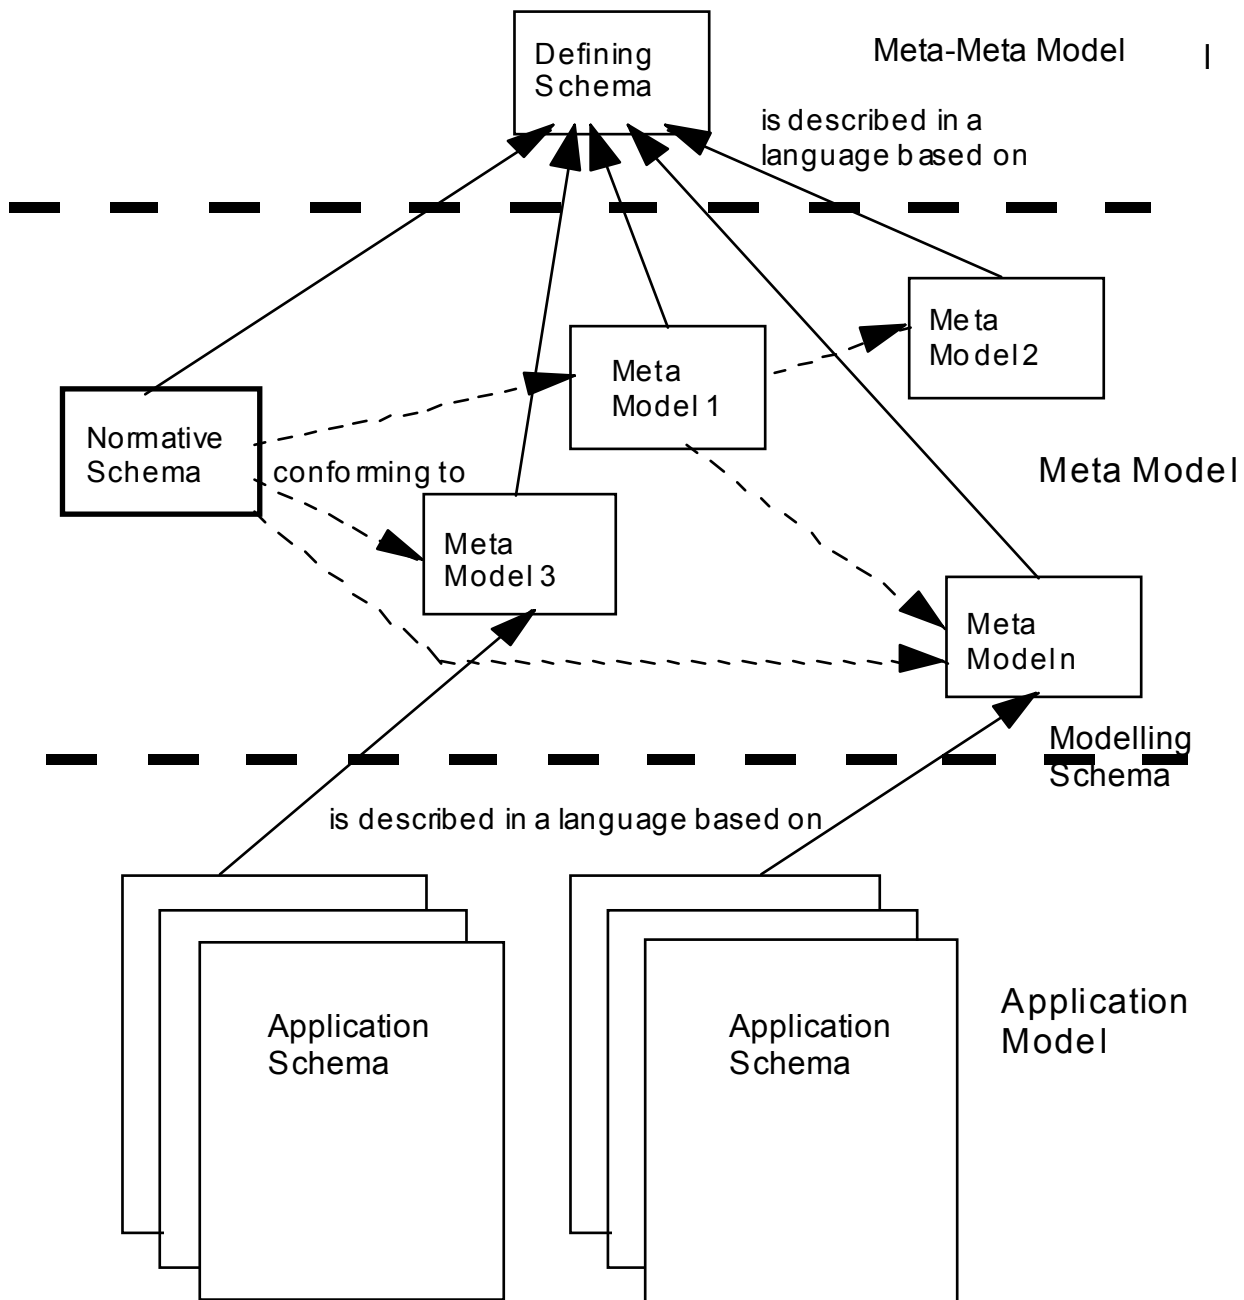 Defining
Schema
Meta-Meta Model
is described in a
language based on
Meta
Model 2
Meta
Model 1
Normative
Schema
conforming to
Meta Model
Meta
Model 3
Meta
Model n
Modelling
Schema
is described in a language based on
Application
Schema
Application
Schema
Application
Model